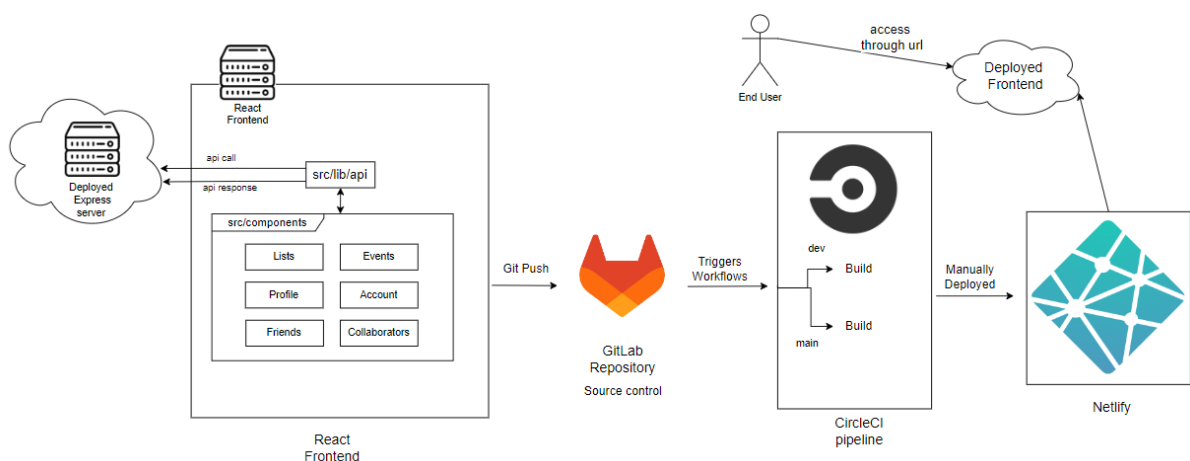 access
through url
End User
Deployed
Frontend
React
Frontend
Deployed
Express
server
api call
api response
src/lib/api
src/components
Lists
Events
Profile
Account
Friends
Collaborators
React
Frontend
Git Push
GitLab
Repository
Source control
Triggers
Workflows
dev
Build
Build
main
CircleCI
pipeline
Manually
Deployed
Netlify